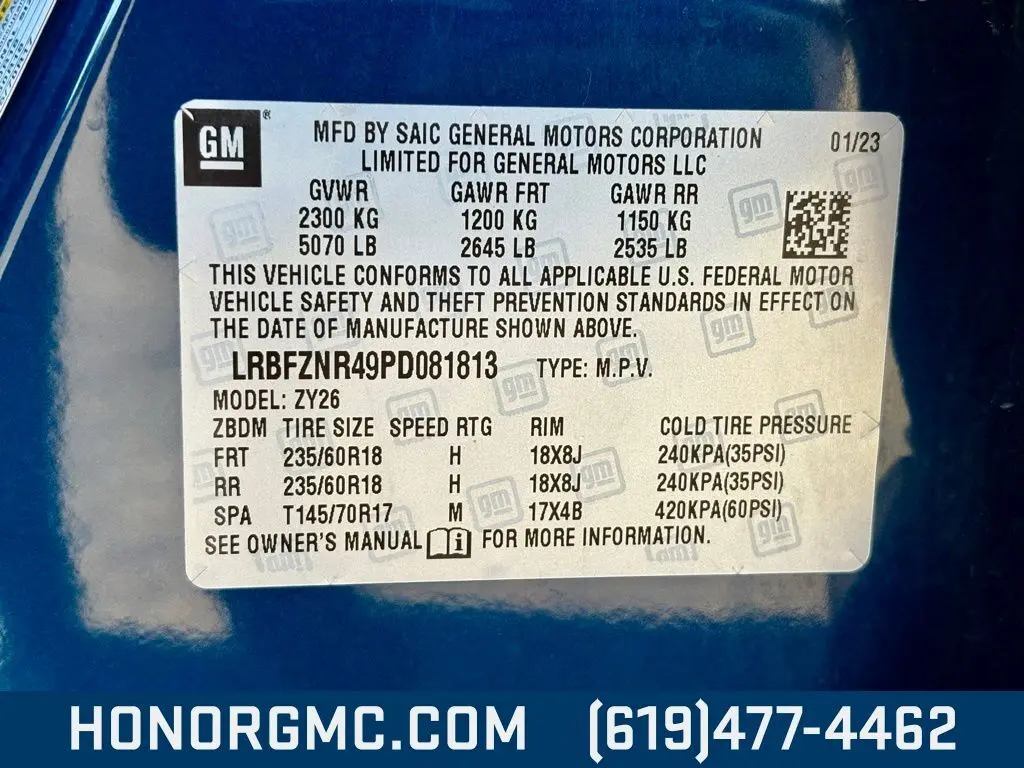 GM
®
MFD BY SAIC GENERAL MOTORS CORPORATION
LIMITED FOR GENERAL MOTORS LLC
01/23
GVWR GAWR FRT GAWR RR
2300 KG 1200 KG 1150 KG
5070 LB 2645 LB 2535 LB
THIS VEHICLE CONFORMS TO ALL APPLICABLE U.S. FEDERAL MOTOR
VEHICLE SAFETY AND THEFT PREVENTION STANDARDS IN EFFECT ON
THE DATE OF MANUFACTURE SHOWN ABOVE.
LRBFZNR49PD081813 TYPE: M.P.V.
MODEL: ZY26
ZBDM TIRE SIZE SPEED RTG RIM COLD TIRE PRESSURE
FRT 235/60R18 H 18X8J 240KPA(35PSI)
RR 235/60R18 H 18X8J 240KPA(35PSI)
SPA T145/70R17 M 17X4B 420KPA(60PSI)
SEE OWNER'S MANUAL i FOR MORE INFORMATION.
HONORGMC.COM (619)477-4462